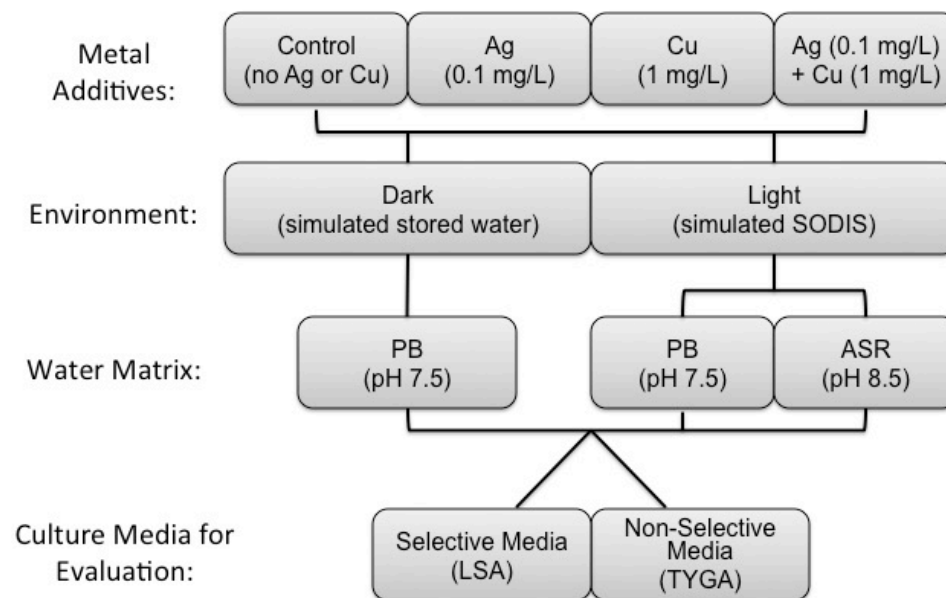 Metal
Additives:
Control
(no Ag or Cu)
Ag
(0.1 mg/L)
Cu
(1 mg/L)
Ag (0.1 mg/L)
+ Cu (1 mg/L)
Environment:
Dark
(simulated stored water)
Light
(simulated SODIS)
Water Matrix:
PB
(pH 7.5)
PB
(pH 7.5)
ASR
(pH 8.5)
Culture Media for
Evaluation:
Selective Media
(LSA)
Non-Selective
Media
(TYGA)